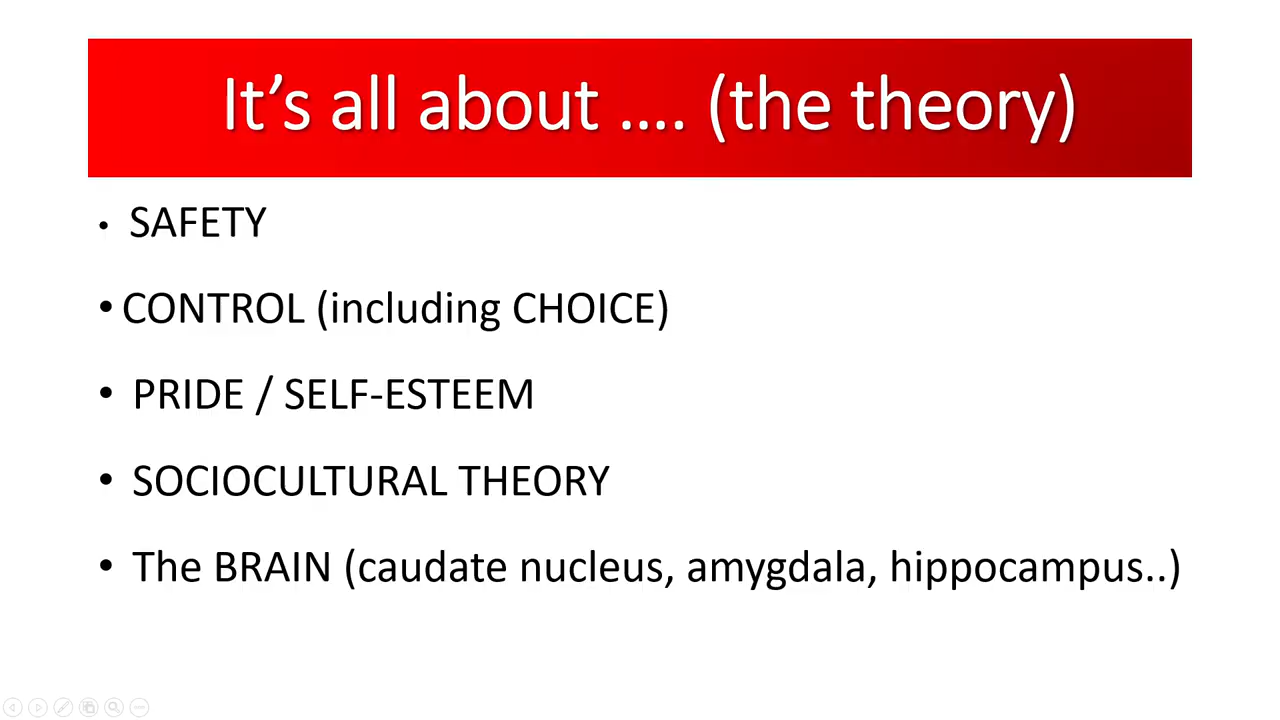 It’s all about .... (the theory)
• SAFETY
• CONTROL (including CHOICE)
• PRIDE / SELF-ESTEEM
• SOCIOCULTURAL THEORY
• The BRAIN (caudate nucleus, amygdala, hippocampus..)